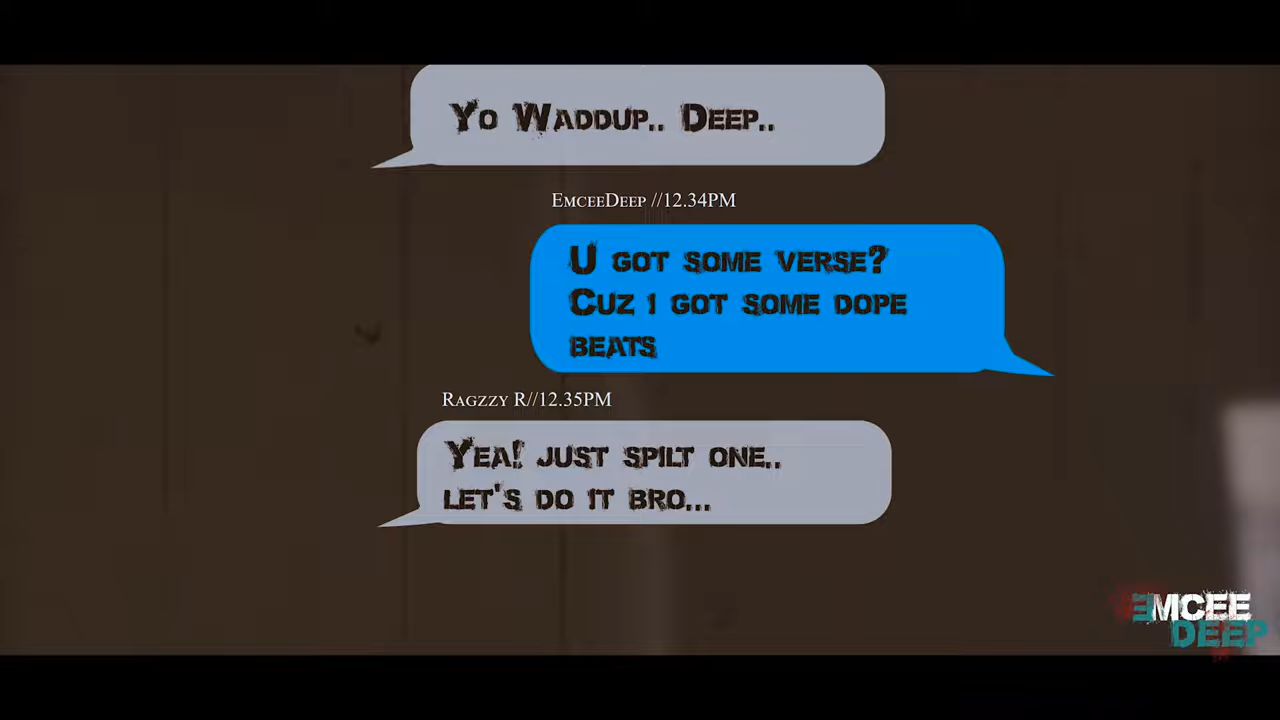 Yo Waddup.. Deep..
EmceeDeep //12.34PM
U got some verse?
Cuz i got some dope
beats
Ragzzy R//12.35PM
Yea! just spilt one..
let's do it bro...
EMCEE
DEEP